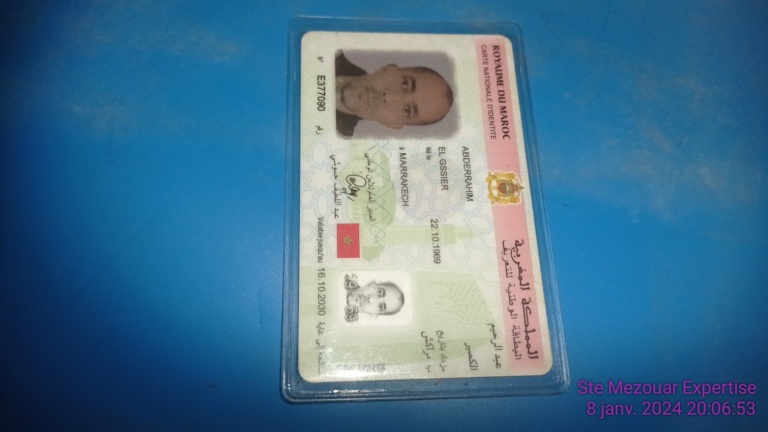 Ste Mezouar Expertise
8 janv. 2024 20:06:53
ROYAUME DU MAROC
المملكة المغربية
CARTE NATIONALE D'IDENTITE
البطاقة الوطنية للتعريف
عبد الرحيم
ABDERRAHIM
الكصير
EL GSSIER
Né le 22.10.1969
مزداد بتاريخ
à MARRAKECH
ب مراكش
المدير العام للأمن الوطني
عبد اللطيف حموشي
N° E377090 رقم
Valable jusqu'au 16.10.2030 إلى غاية